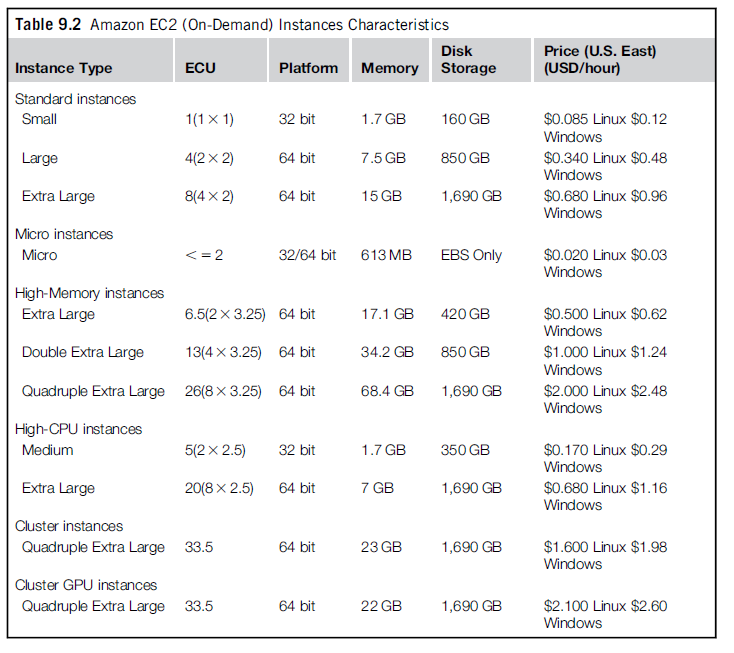 Table 9.2 Amazon EC2 (On-Demand) Instances Characteristics
Instance Type ECU Platform Memory Disk Storage Price (U.S. East) (USD/hour)
Standard instances
Small 1(1 × 1) 32 bit 1.7 GB 160 GB $0.085 Linux $0.12
Windows
Large 4(2 × 2) 64 bit 7.5 GB 850 GB $0.340 Linux $0.48
Windows
Extra Large 8(4 × 2) 64 bit 15 GB 1,690 GB $0.680 Linux $0.96
Windows
Micro instances
Micro < = 2 32/64 bit 613 MB EBS Only $0.020 Linux $0.03
Windows
High-Memory instances
Extra Large 6.5(2 × 3.25) 64 bit 17.1 GB 420 GB $0.500 Linux $0.62
Windows
Double Extra Large 13(4 × 3.25) 64 bit 34.2 GB 850 GB $1.000 Linux $1.24
Windows
Quadruple Extra Large 26(8 × 3.25) 64 bit 68.4 GB 1,690 GB $2.000 Linux $2.48
Windows
High-CPU instances
Medium 5(2 × 2.5) 32 bit 1.7 GB 350 GB $0.170 Linux $0.29
Windows
Extra Large 20(8 × 2.5) 64 bit 7 GB 1,690 GB $0.680 Linux $1.16
Windows
Cluster instances
Quadruple Extra Large 33.5 64 bit 23 GB 1,690 GB $1.600 Linux $1.98
Windows
Cluster GPU instances
Quadruple Extra Large 33.5 64 bit 22 GB 1,690 GB $2.100 Linux $2.60
Windows